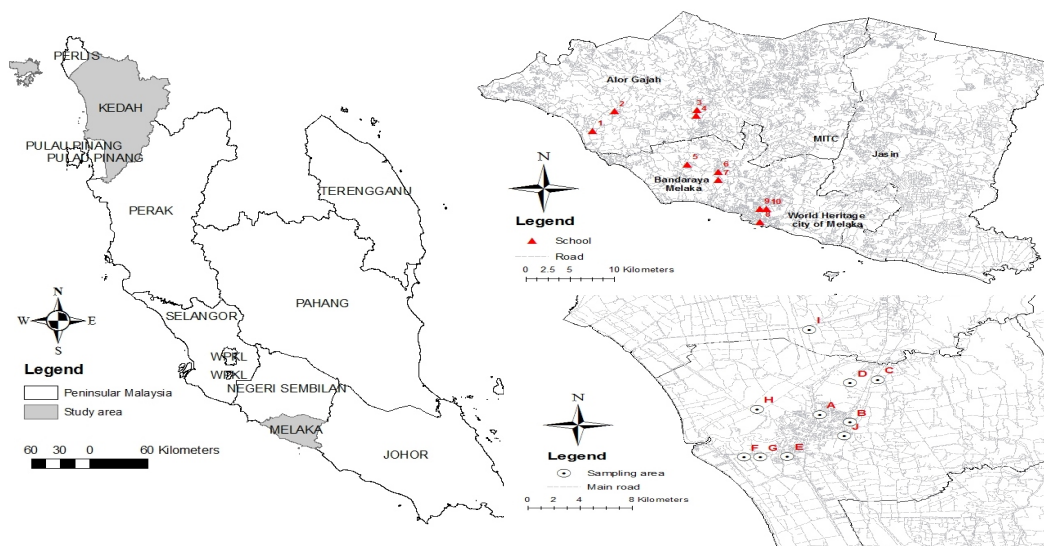 PERLIS
KEDAH
PULAU PINANG
PULAU PINANG
TERENGGANU
PERAK
PAHANG
SELANGOR
WPKL
WPKL
NEGERI SEMBILAN
MELAKA
JOHOR
N
W E
S
Legend
Peninsular Malaysia
Study area
60 30 0 60 Kilometers
Alor Gajah
2
3
4
1
MITC
Jasin
5
6
7
Bandaraya
Melaka
9 10
8
World Heritage
city of Melaka
N
Legend
School
Road
0 2.5 5 10 Kilometers
I
D C
H
A
B
J
F G E
N
Legend
Sampling area
Main road
0 2 4 8 Kilometers